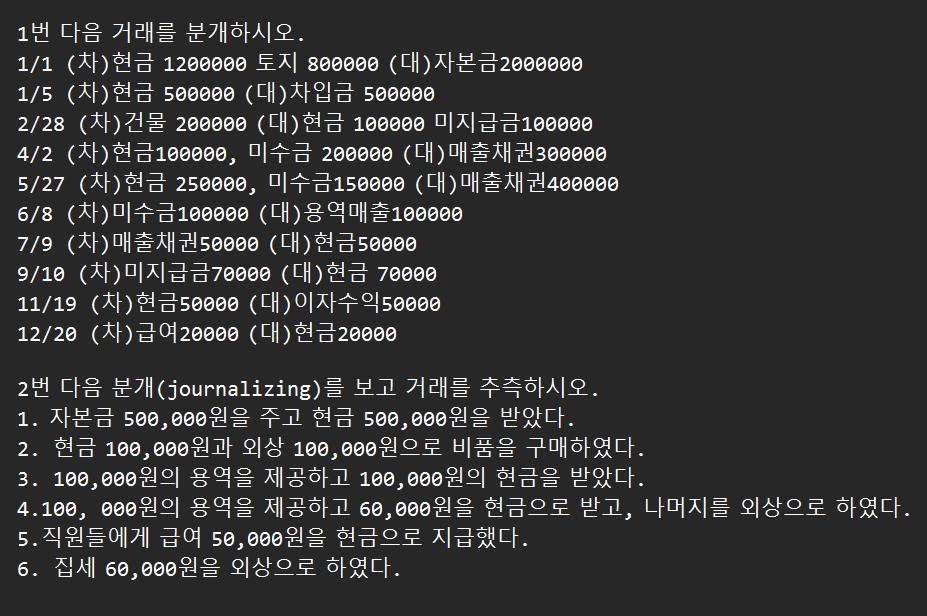 1번 다음 거래를 분개하시오.
1/1 (차)현금 1200000 토지 800000 (대)자본금2000000
1/5 (차)현금 500000 (대)차입금 500000
2/28 (차)건물 200000 (대)현금 100000 미지급금100000
4/2 (차)현금100000, 미수금 200000 (대)매출채권300000
5/27 (차)현금 250000, 미수금150000 (대)매출채권400000
6/8 (차)미수금100000 (대)용역매출100000
7/9 (차)매출채권50000 (대)현금50000
9/10 (차)미지급금70000 (대)현금 70000
11/19 (차)현금50000 (대)이자수익50000
12/20 (차)급여20000 (대)현금20000
2번 다음 분개(journalizing)를 보고 거래를 추측하시오.
1. 자본금 500,000원을 주고 현금 500,000원을 받았다.
2. 현금 100,000원과 외상 100,000원으로 비품을 구매하였다.
3. 100,000원의 용역을 제공하고 100,000원의 현금을 받았다.
4.100, 000원의 용역을 제공하고 60,000원을 현금으로 받고, 나머지를 외상으로 하였다.
5.직원들에게 급여 50,000원을 현금으로 지급했다.
6. 집세 60,000원을 외상으로 하였다.